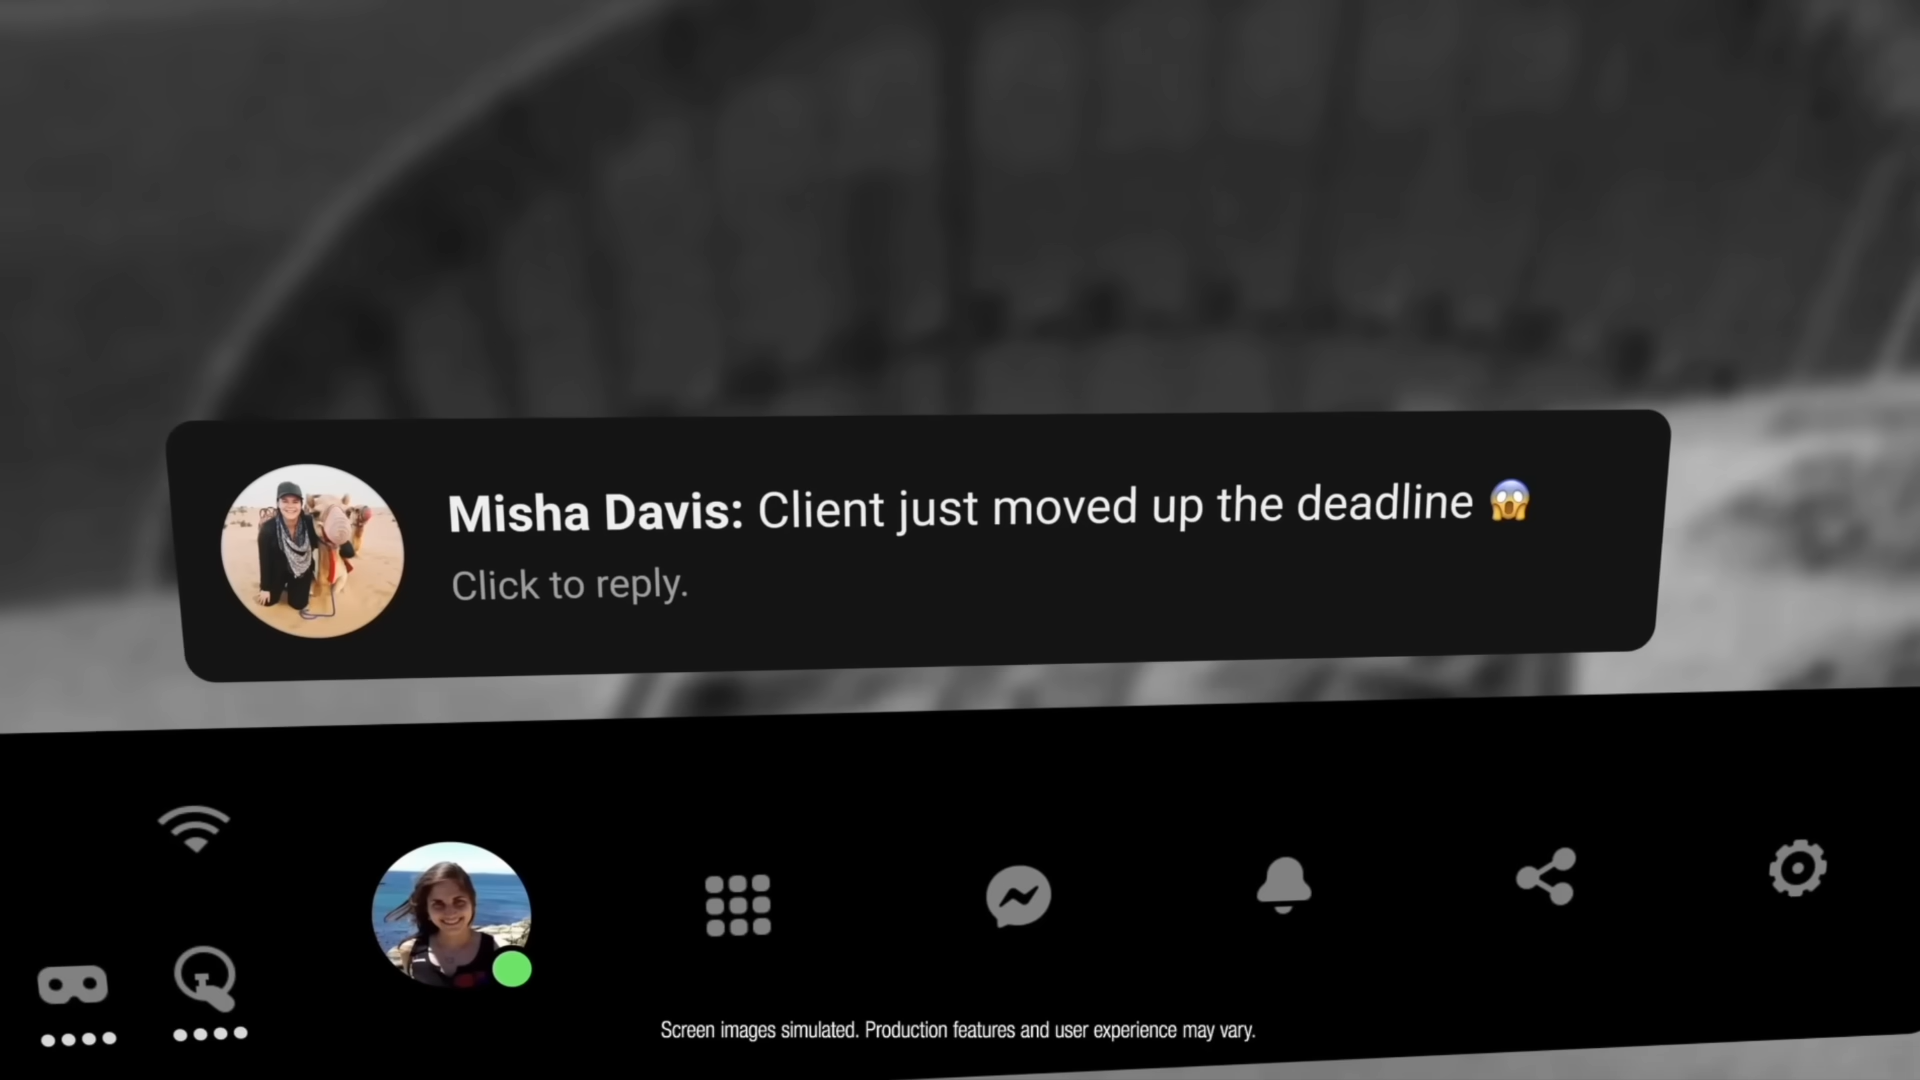 Misha Davis: Client just moved up the deadline 😱
Click to reply.
Screen images simulated. Production features and user experience may vary.